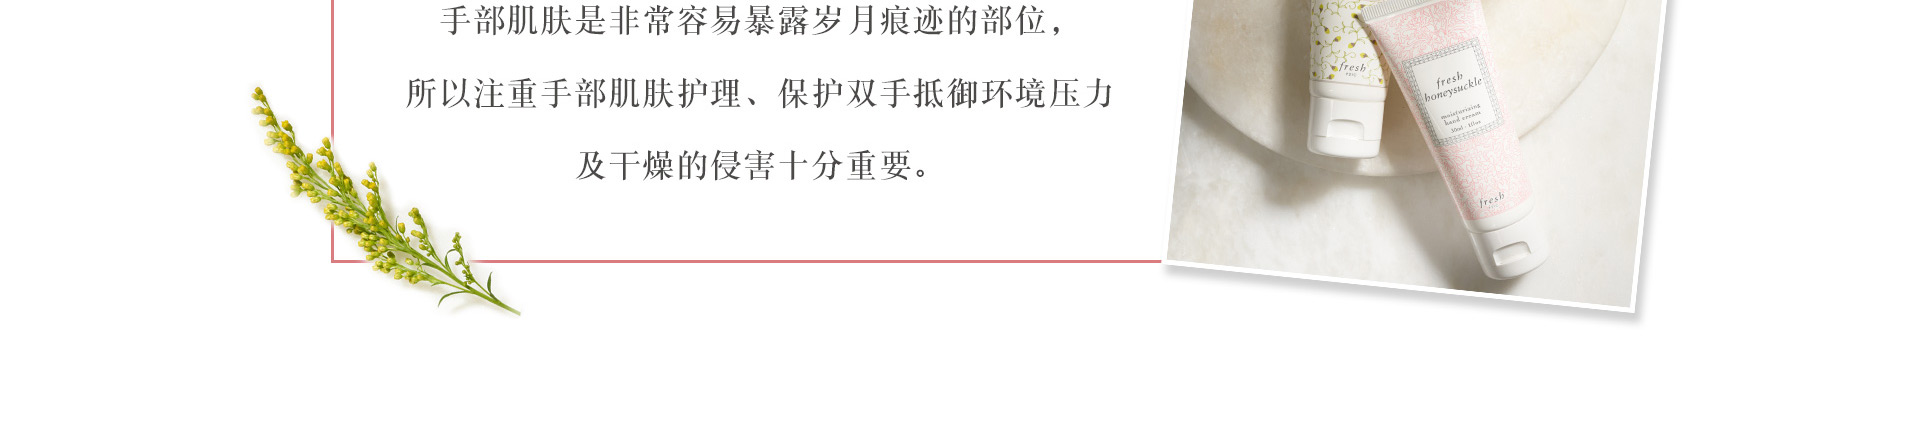 手部肌肤是非常容易暴露岁月痕迹的部位，
所以注重手部肌肤护理、保护双手抵御环境压力
及干燥的侵害十分重要。
fresh
fresh
honeysuckle
moisturizing
hand cream
fresh